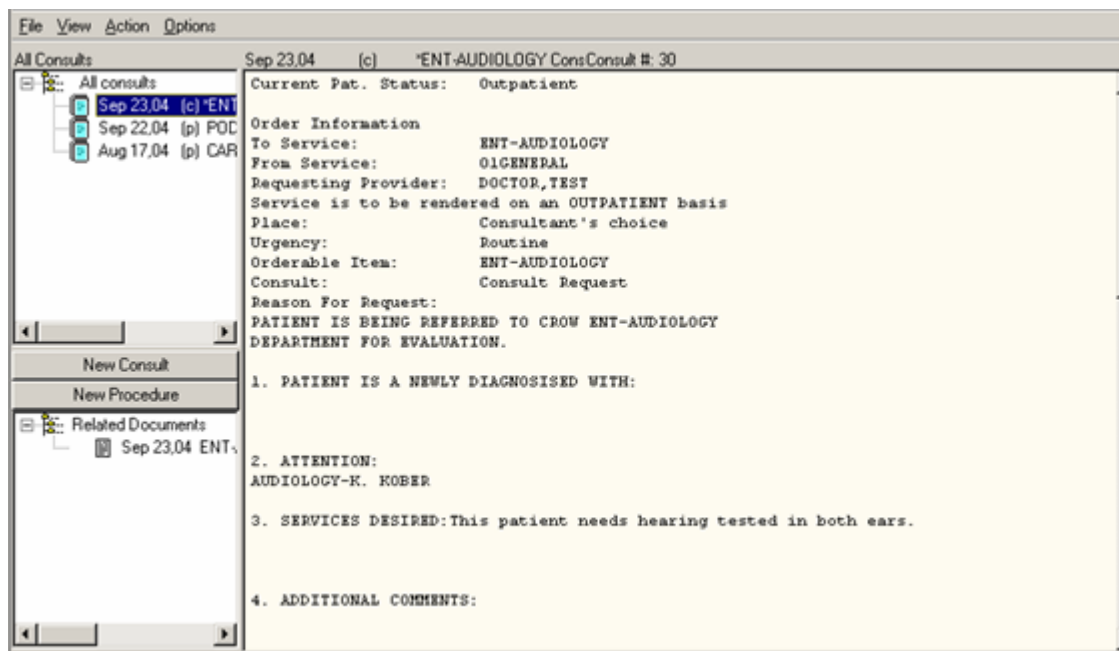 File View Action Options
All Consults
Sep 23,04 (c) *ENT-AUDIOLOGY Cons Consult #: 30
All consults
Sep 23,04 (c) *ENT
Sep 22,04 (p) POD
Aug 17,04 (p) CAR
New Consult
New Procedure
Related Documents
Sep 23,04 ENT-
Current Pat. Status: Outpatient
Order Information
To Service: ENT-AUDIOLOGY
From Service: 01GENERAL
Requesting Provider: DOCTOR,TEST
Service is to be rendered on an OUTPATIENT basis
Place: Consultant's choice
Urgency: Routine
Orderable Item: ENT-AUDIOLOGY
Consult: Consult Request
Reason For Request:
PATIENT IS BEING REFERRED TO CROW ENT-AUDIOLOGY
DEPARTMENT FOR EVALUATION.
1. PATIENT IS A NEWLY DIAGNOSISED WITH:
2. ATTENTION:
AUDIOLOGY-K. KOBER
3. SERVICES DESIRED:This patient needs hearing tested in both ears.
4. ADDITIONAL COMMENTS: